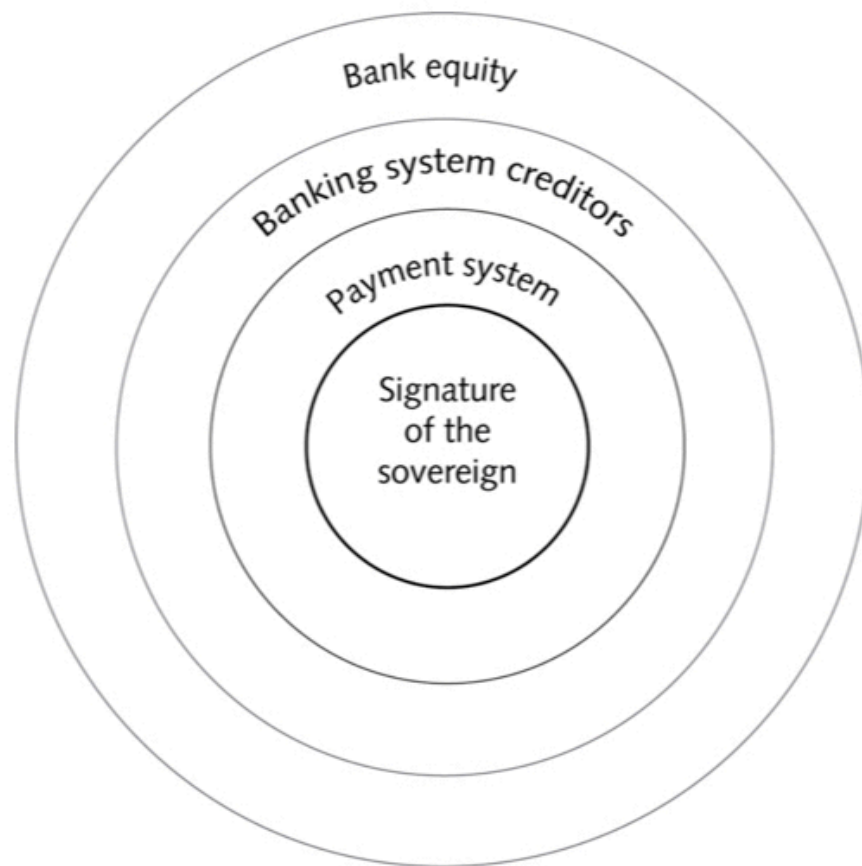 Bank equity
Banking system creditors
Payment system
Signature
of the
sovereign